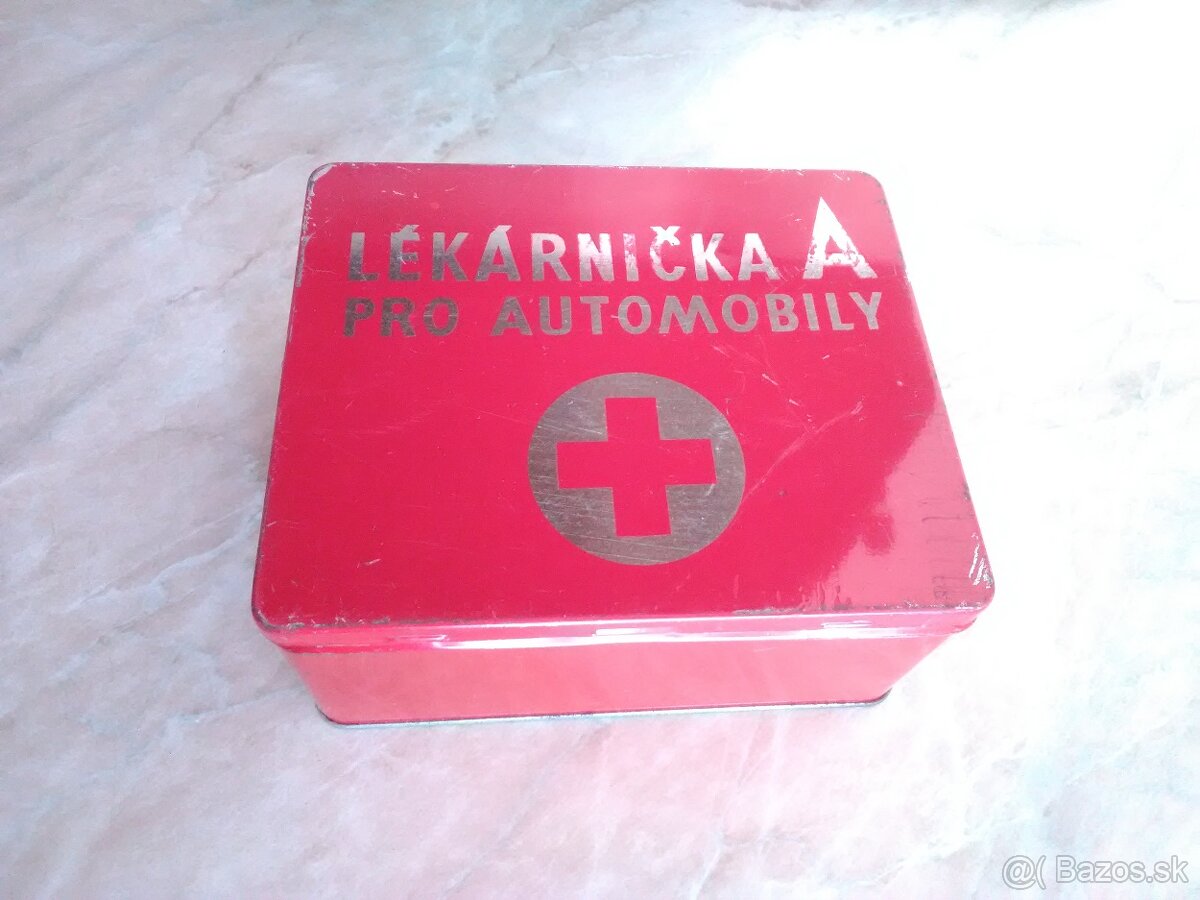 LÉKÁRNIČKA A
PRO AUTOMOBILY
@( Bazos.sk